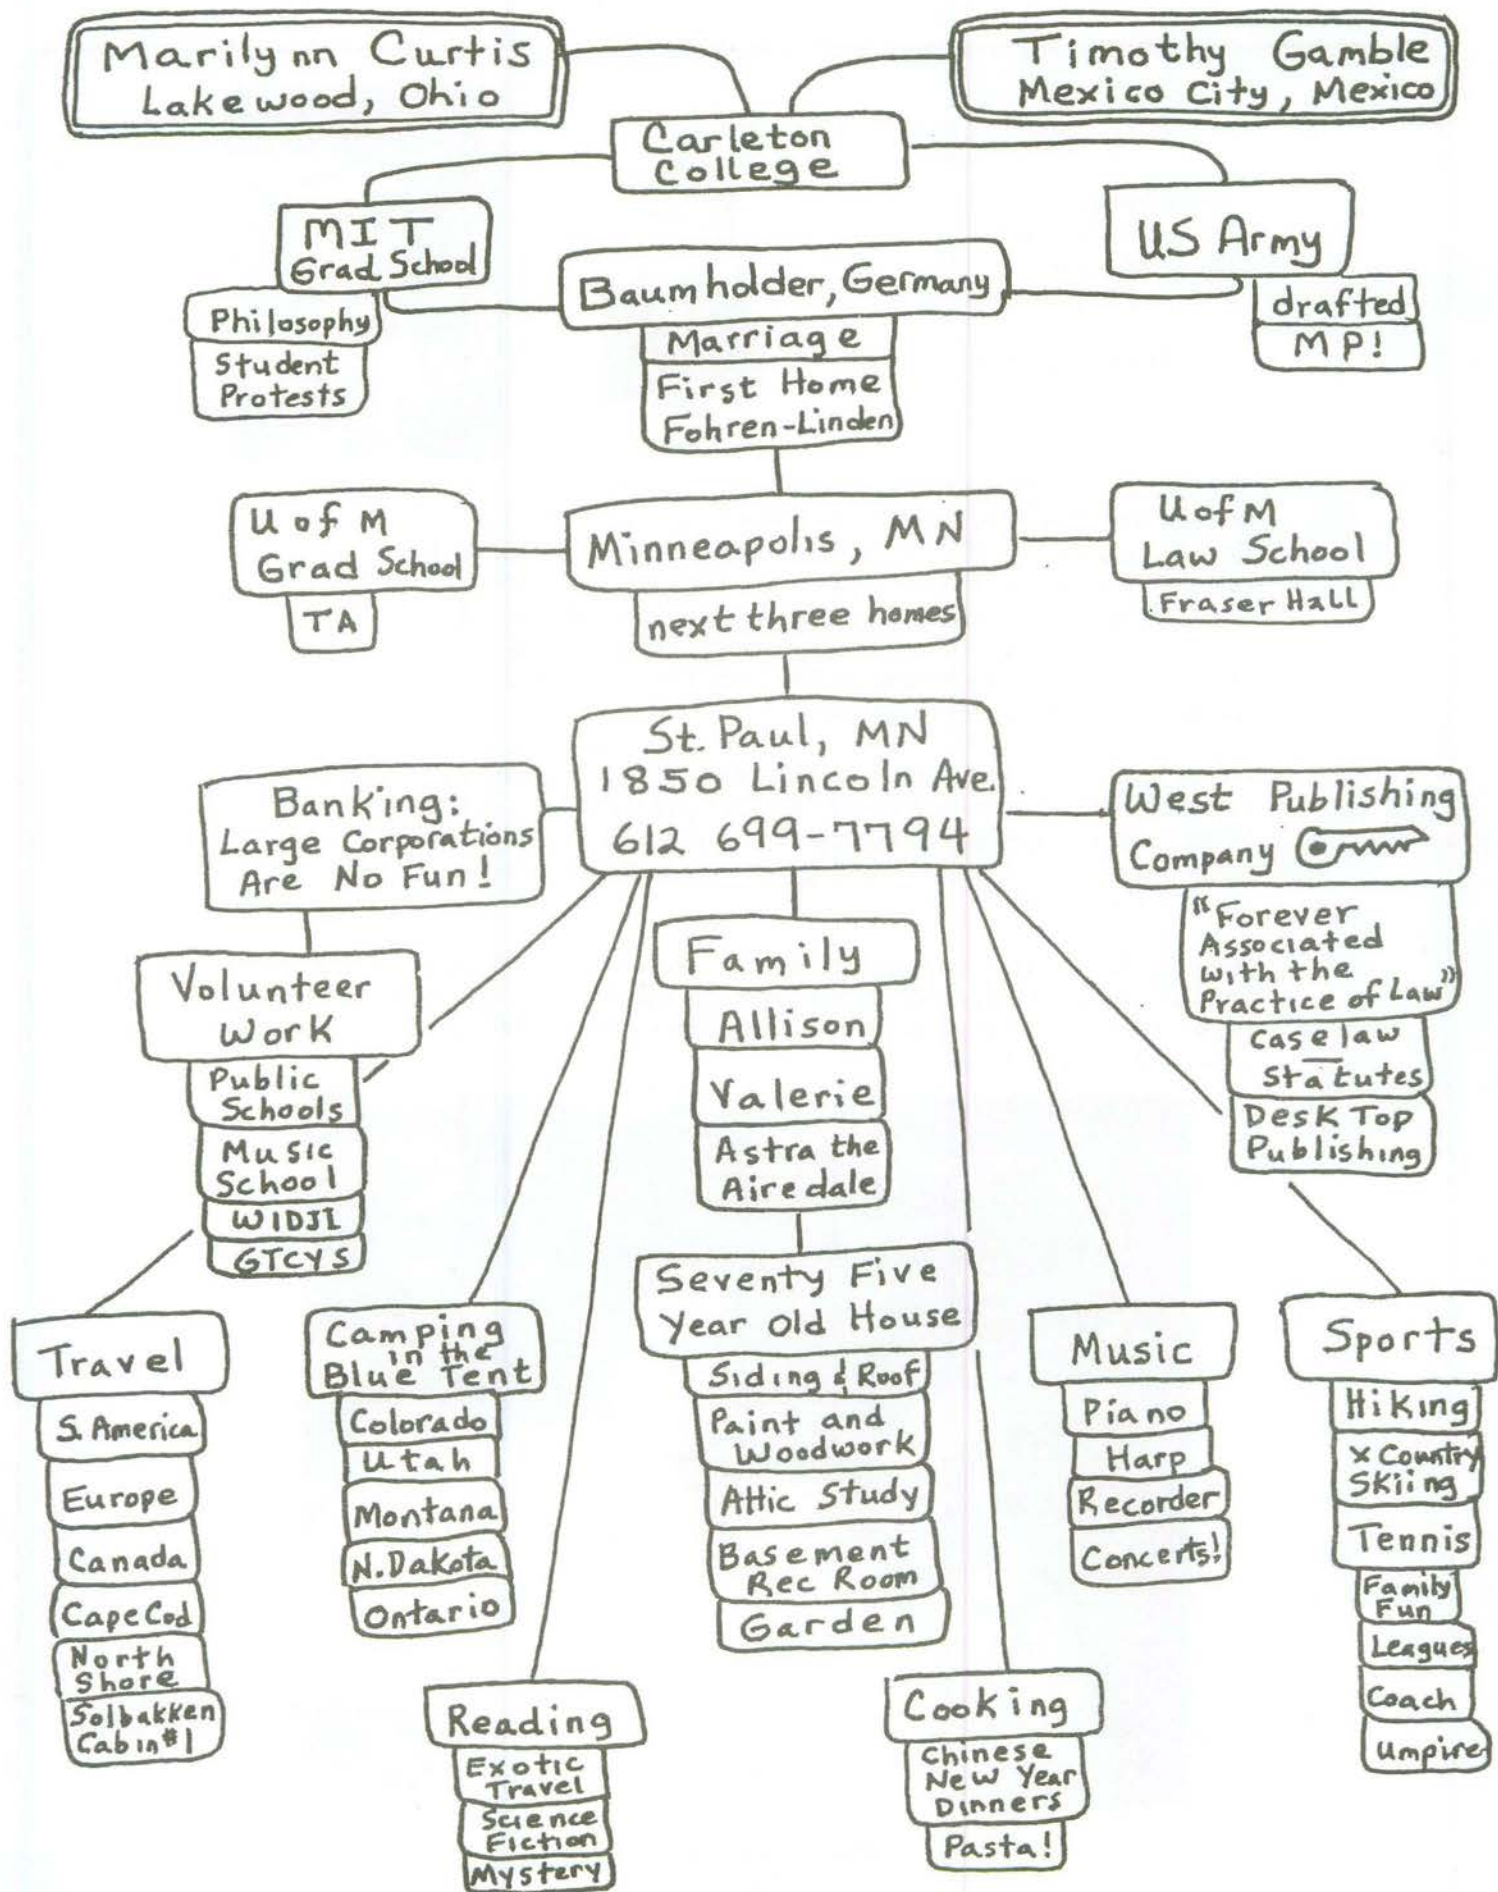 Marilynn Curtis
Lakewood, Ohio
Timothy Gamble
Mexico City, Mexico
Carleton
College
MIT
Grad School
Philosophy
Student
Protests
US Army
drafted
MP!
Baumholder, Germany
Marriage
First Home
Fohren-Linden
U of M
Grad School
TA
Minneapolis, MN
next three homes
U of M
Law School
Fraser Hall
St. Paul, MN
1850 Lincoln Ave.
612 699-7794
Banking:
Large Corporations
Are No Fun!
Volunteer
Work
Public
Schools
Music
School
WIDJI
GTCYS
Family
Allison
Valerie
Astra the
Airedale
West Publishing
Company
"Forever
Associated
with the
Practice of Law"
Caselaw
Statutes
Desk Top
Publishing
Travel
S. America
Europe
Canada
Cape Cod
North
Shore
Solbakken
Cabin #1
Camping
in the
Blue Tent
Colorado
Utah
Montana
N. Dakota
Ontario
Seventy Five
Year Old House
Siding & Roof
Paint and
Woodwork
Attic Study
Basement
Rec Room
Garden
Music
Piano
Harp
Recorder
Concerts!
Sports
Hiking
X Country
Skiing
Tennis
Family
Fun
Leagues
Coach
Umpire
Reading
Exotic
Travel
Science
Fiction
Mystery
Cooking
Chinese
New Year
Dinners
Pasta!